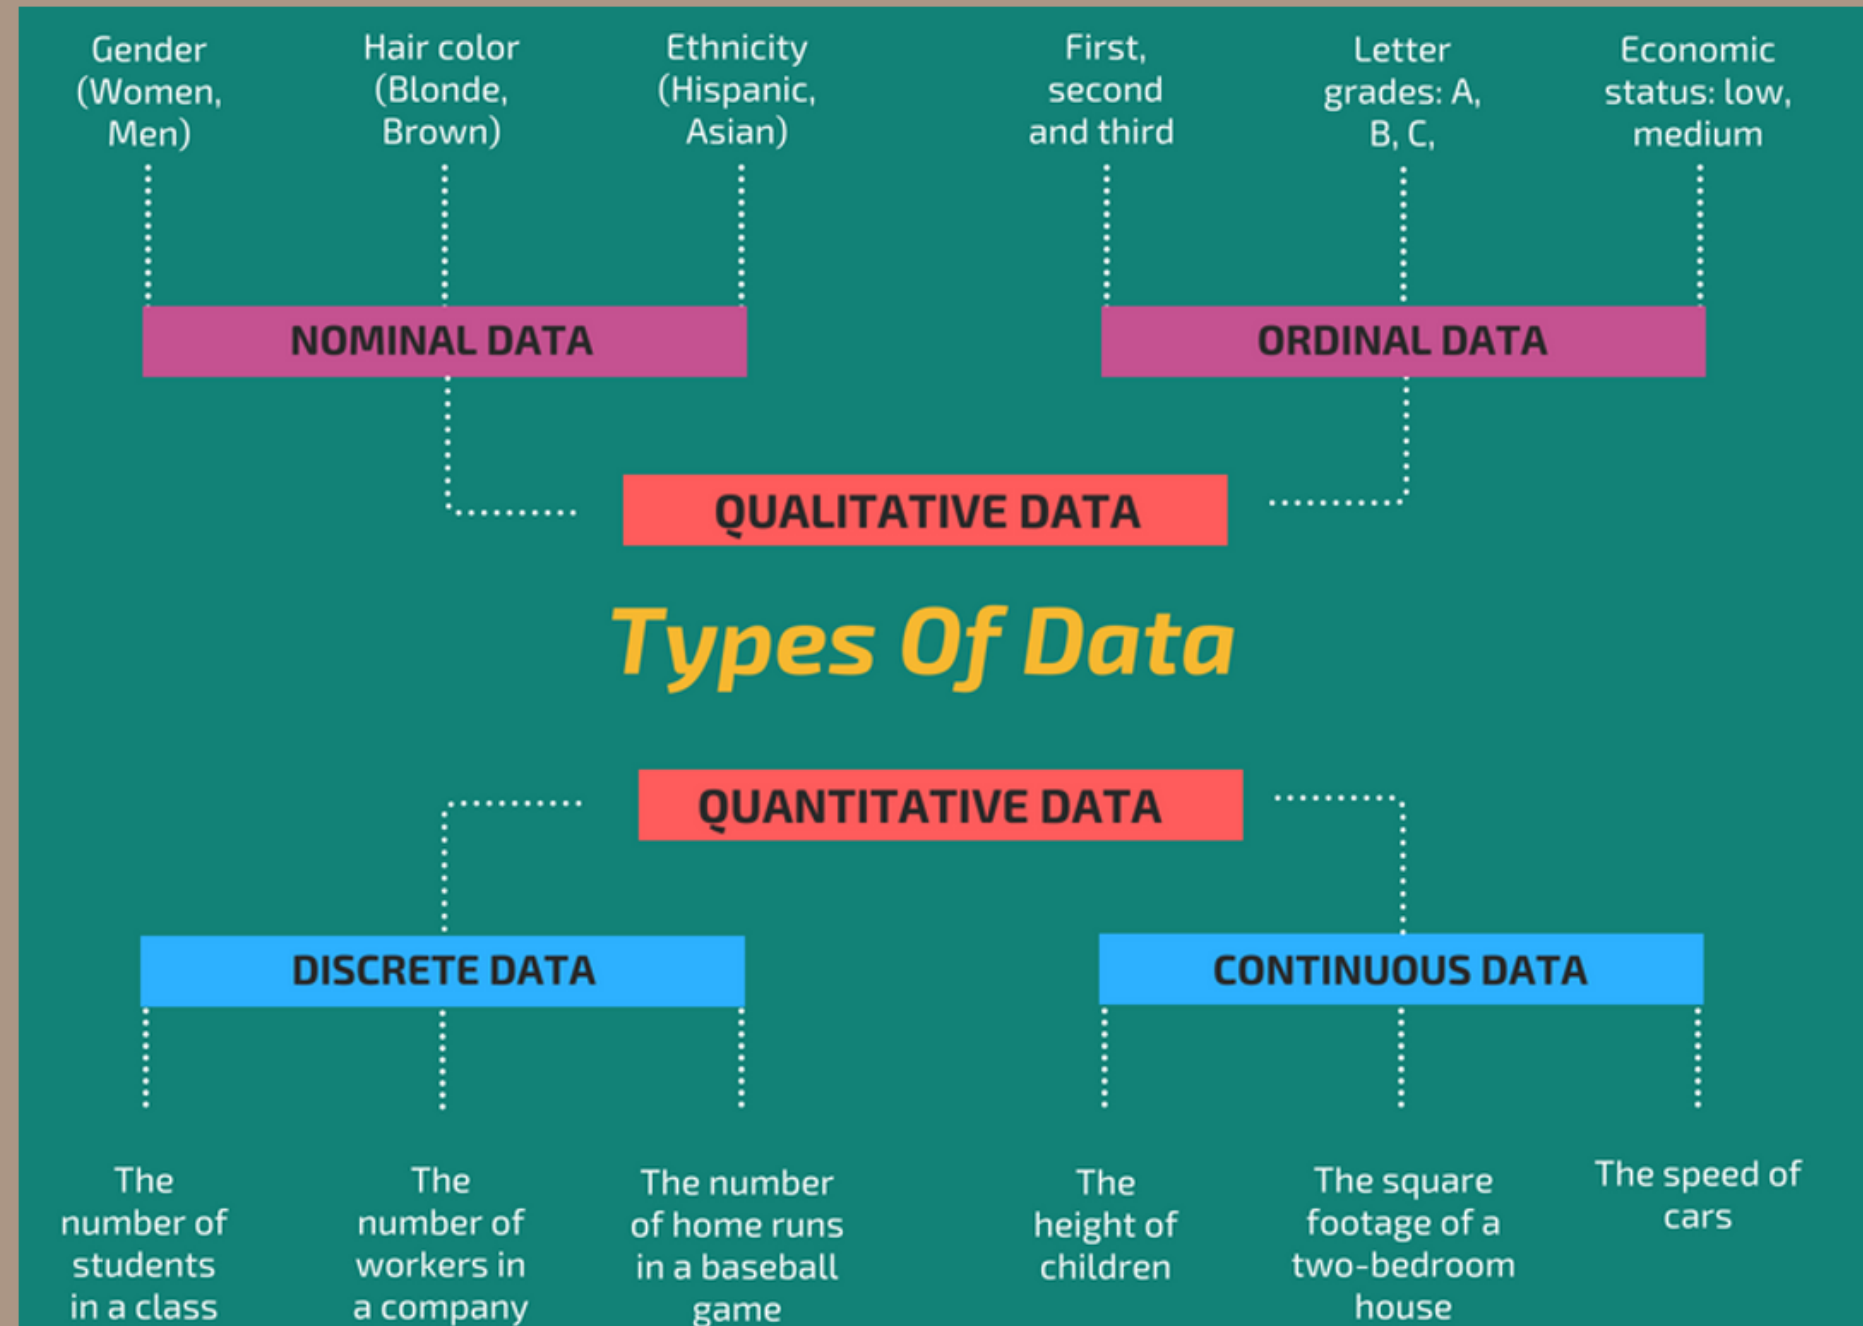 Gender
(Women,
Men)
Hair color
(Blonde,
Brown)
Ethnicity
(Hispanic,
Asian)
First,
second
and third
Letter
grades: A,
B, C,
Economic
status: low,
medium
NOMINAL DATA
ORDINAL DATA
QUALITATIVE DATA
Types Of Data
QUANTITATIVE DATA
DISCRETE DATA
CONTINUOUS DATA
The
number of
students
in a class
The
number of
workers in
a company
The number
of home runs
in a baseball
game
The
height of
children
The square
footage of a
two-bedroom
house
The speed of
cars